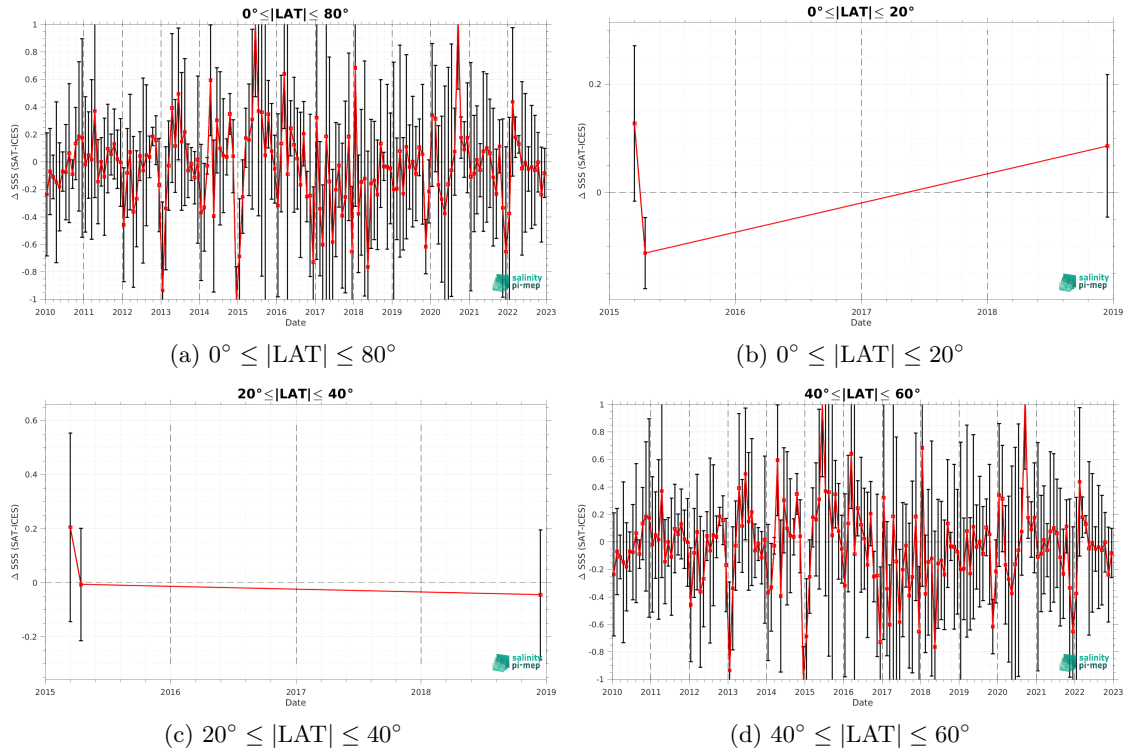 0°≤|LAT|≤ 80°
1
0.8
0.6
0.4
0.2
0
-0.2
-0.4
-0.6
-0.8
-1
Δ SSS (SAT-ICES)
2010 2011 2012 2013 2014 2015 2016 2017 2018 2019 2020 2021 2022 2023
Date
salinity
pi-mep
(a) 0° ≤ |LAT| ≤ 80°
0°≤|LAT|≤ 20°
0.2
0
Δ SSS (SAT-ICES)
2015 2016 2017 2018 2019
Date
salinity
pi-mep
(b) 0° ≤ |LAT| ≤ 20°
20°≤|LAT|≤ 40°
0.6
0.4
0.2
0
-0.2
Δ SSS (SAT-ICES)
2015 2016 2017 2018 2019
Date
salinity
pi-mep
(c) 20° ≤ |LAT| ≤ 40°
40°≤|LAT|≤ 60°
1
0.8
0.6
0.4
0.2
0
-0.2
-0.4
-0.6
-0.8
-1
Δ SSS (SAT-ICES)
2010 2011 2012 2013 2014 2015 2016 2017 2018 2019 2020 2021 2022 2023
Date
salinity
pi-mep
(d) 40° ≤ |LAT| ≤ 60°